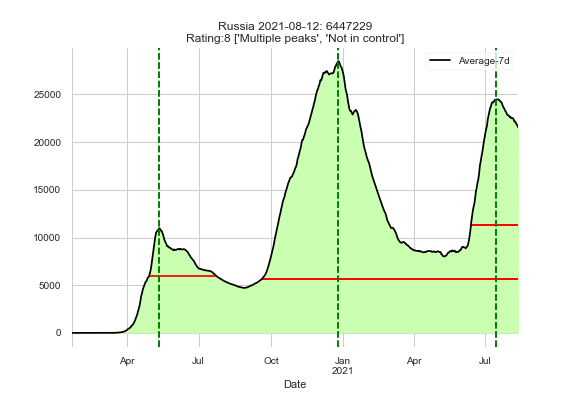 Russia 2021-08-12: 6447229
Rating:8 ['Multiple peaks', 'Not in control']
Average-7d
25000
20000
15000
10000
5000
0
Apr Jul Oct Jan Apr Jul
2021
Date